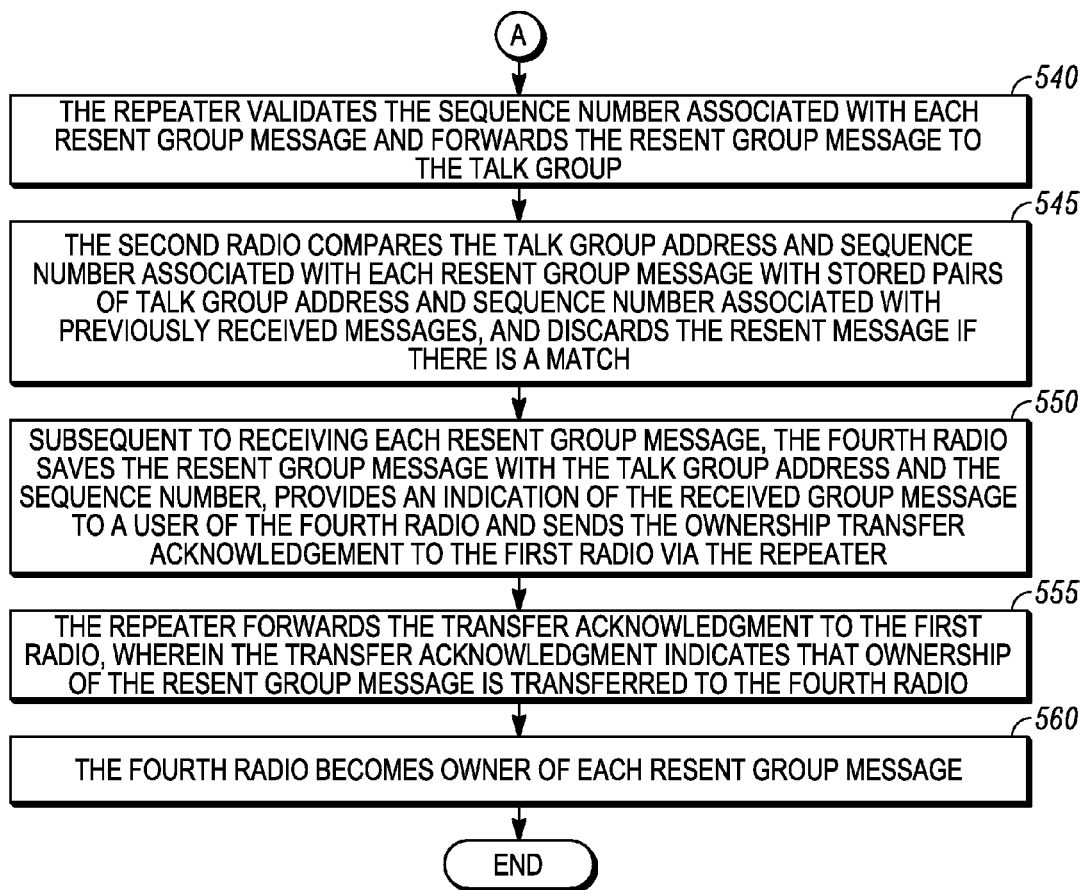 A
540
THE REPEATER VALIDATES THE SEQUENCE NUMBER ASSOCIATED WITH EACH
RESENT GROUP MESSAGE AND FORWARDS THE RESENT GROUP MESSAGE TO
THE TALK GROUP
545
THE SECOND RADIO COMPARES THE TALK GROUP ADDRESS AND SEQUENCE
NUMBER ASSOCIATED WITH EACH RESENT GROUP MESSAGE WITH STORED PAIRS
OF TALK GROUP ADDRESS AND SEQUENCE NUMBER ASSOCIATED WITH
PREVIOUSLY RECEIVED MESSAGES, AND DISCARDS THE RESENT MESSAGE IF
THERE IS A MATCH
550
SUBSEQUENT TO RECEIVING EACH RESENT GROUP MESSAGE, THE FOURTH RADIO
SAVES THE RESENT GROUP MESSAGE WITH THE TALK GROUP ADDRESS AND THE
SEQUENCE NUMBER, PROVIDES AN INDICATION OF THE RECEIVED GROUP MESSAGE
TO A USER OF THE FOURTH RADIO AND SENDS THE OWNERSHIP TRANSFER
ACKNOWLEDGEMENT TO THE FIRST RADIO VIA THE REPEATER
555
THE REPEATER FORWARDS THE TRANSFER ACKNOWLEDGMENT TO THE FIRST
RADIO, WHEREIN THE TRANSFER ACKNOWLEDGMENT INDICATES THAT OWNERSHIP
OF THE RESENT GROUP MESSAGE IS TRANSFERRED TO THE FOURTH RADIO
560
THE FOURTH RADIO BECOMES OWNER OF EACH RESENT GROUP MESSAGE
END